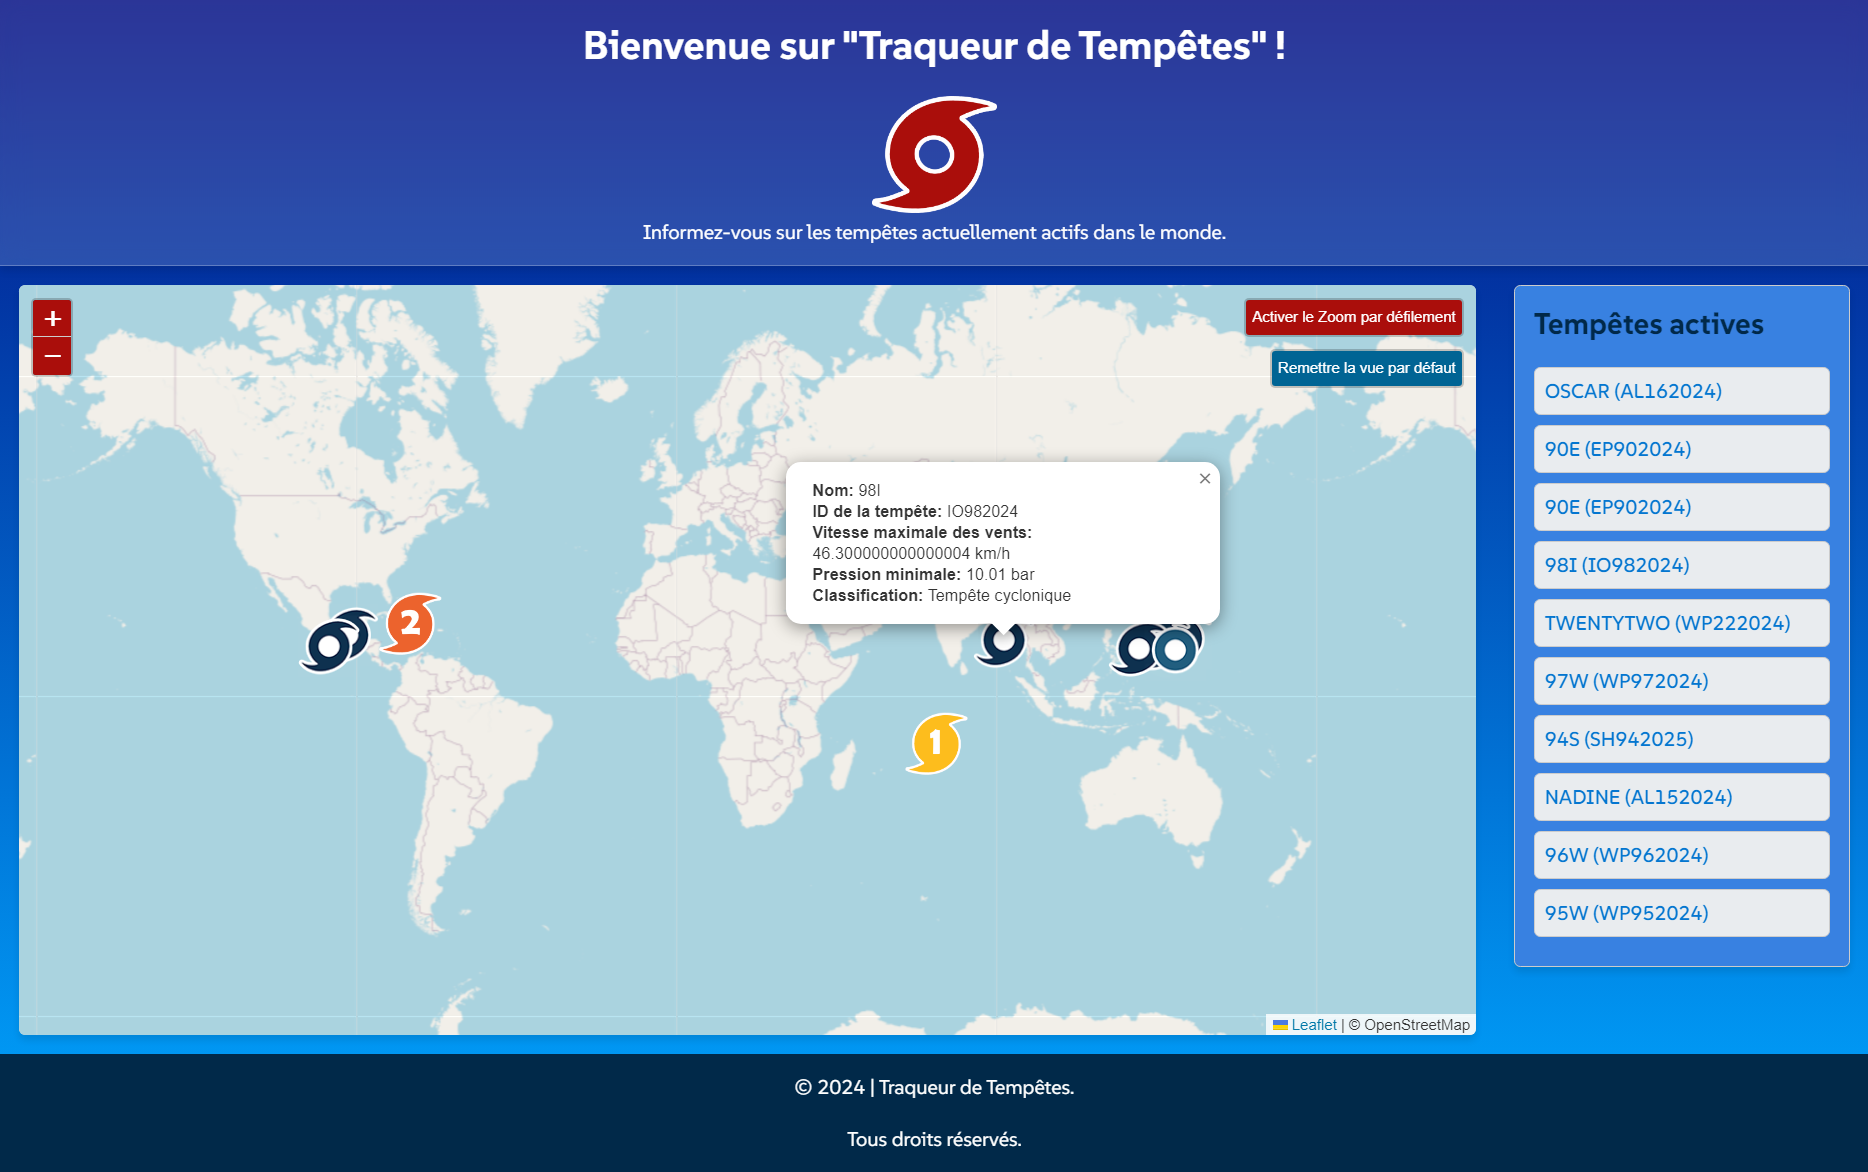 Bienvenue sur "Traqueur de Tempêtes" !
Informez-vous sur les tempêtes actuellement actifs dans le monde.
+
−
Activer le Zoom par défilement
Remettre la vue par défaut
×
Nom: 98I
ID de la tempête: IO982024
Vitesse maximale des vents:
46.300000000000004 km/h
Pression minimale: 10.01 bar
Classification: Tempête cyclonique
2
1
Leaflet | © OpenStreetMap
Tempêtes actives
OSCAR (AL162024)
90E (EP902024)
90E (EP902024)
98I (IO982024)
TWENTYTWO (WP222024)
97W (WP972024)
94S (SH942025)
NADINE (AL152024)
96W (WP962024)
95W (WP952024)
© 2024 | Traqueur de Tempêtes.
Tous droits réservés.